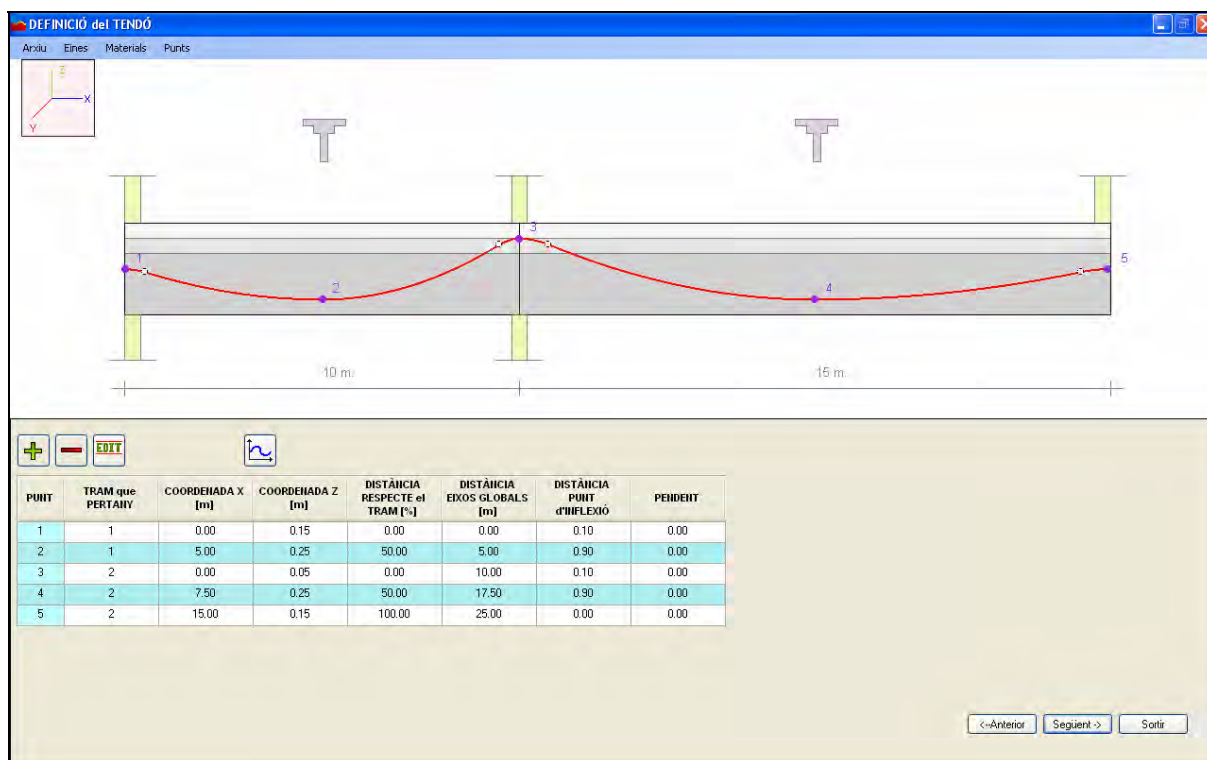 DEFINICIÓ del TENDÓ
Arxiu Eines Materials Punts
Z
X
Y
3
1
5
2
4
10 m.
15 m.
EDIT
PUNT TRAM que PERTANY COORDENADA X [m] COORDENADA Z [m] DISTÀNCIA RESPECTE el TRAM [%] DISTÀNCIA EIXOS GLOBALS [m] DISTÀNCIA PUNT d'INFLEXIÓ PENDENT
1 1 0.00 0.15 0.00 0.00 0.10 0.00
2 1 5.00 0.25 50.00 5.00 0.90 0.00
3 2 0.00 0.05 0.00 10.00 0.10 0.00
4 2 7.50 0.25 50.00 17.50 0.90 0.00
5 2 15.00 0.15 100.00 25.00 0.00 0.00
<-Anterior Següent -> Sortir